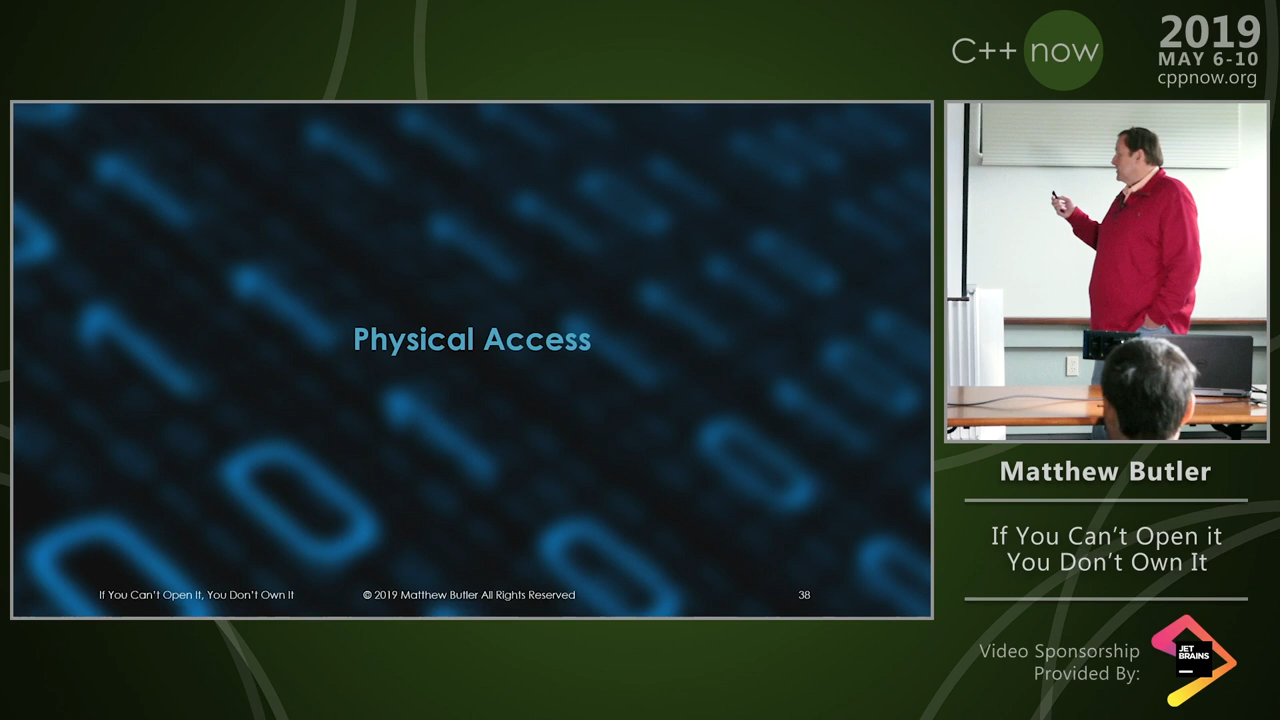 C++ now
2019
MAY 6-10
cppnow.org
Physical Access
If You Can't Open It, You Don't Own It
© 2019 Matthew Butler All Rights Reserved
38
Matthew Butler
If You Can't Open it
You Don't Own It
Video Sponsorship
Provided By:
JET
BRAINS